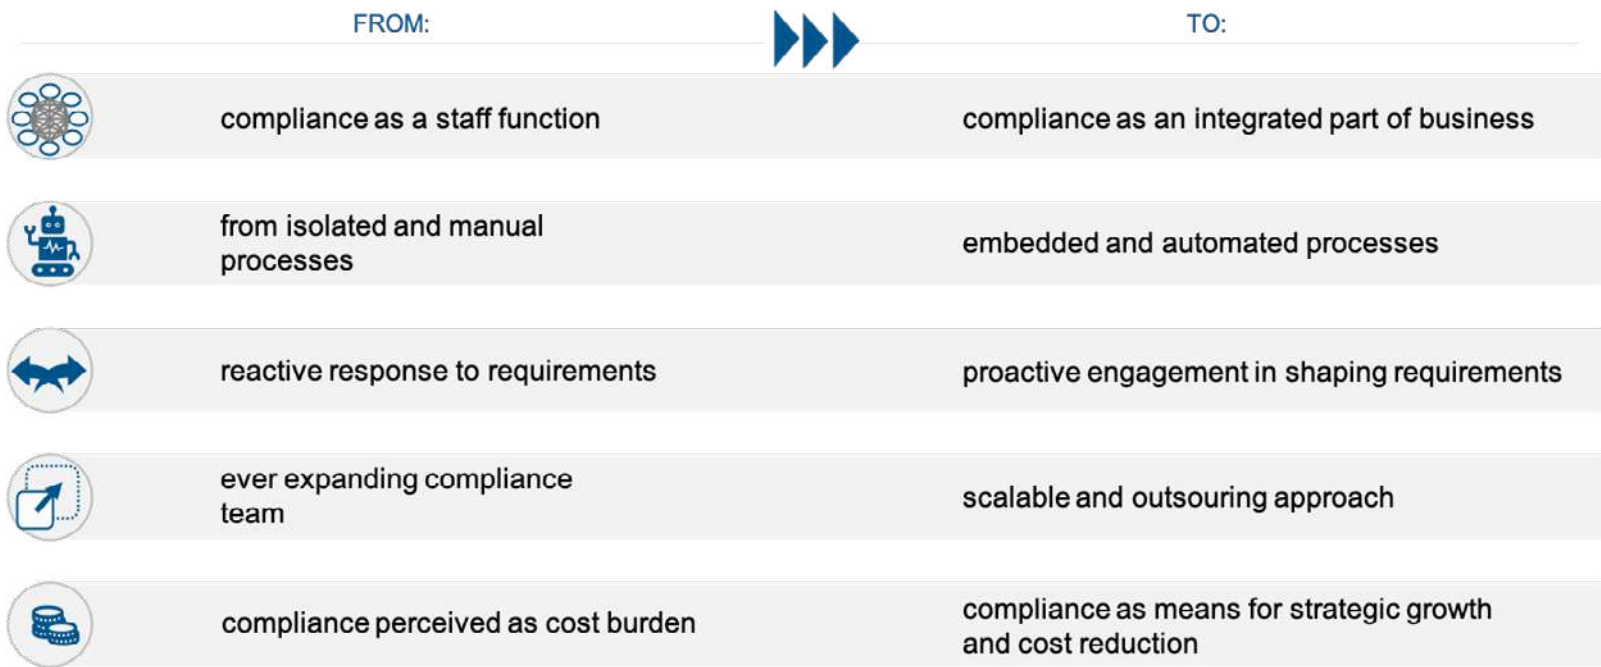 FROM:
TO:
compliance as a staff function
compliance as an integrated part of business
from isolated and manual
processes
embedded and automated processes
reactive response to requirements
proactive engagement in shaping requirements
ever expanding compliance
team
scalable and outsouring approach
compliance perceived as cost burden
compliance as means for strategic growth
and cost reduction